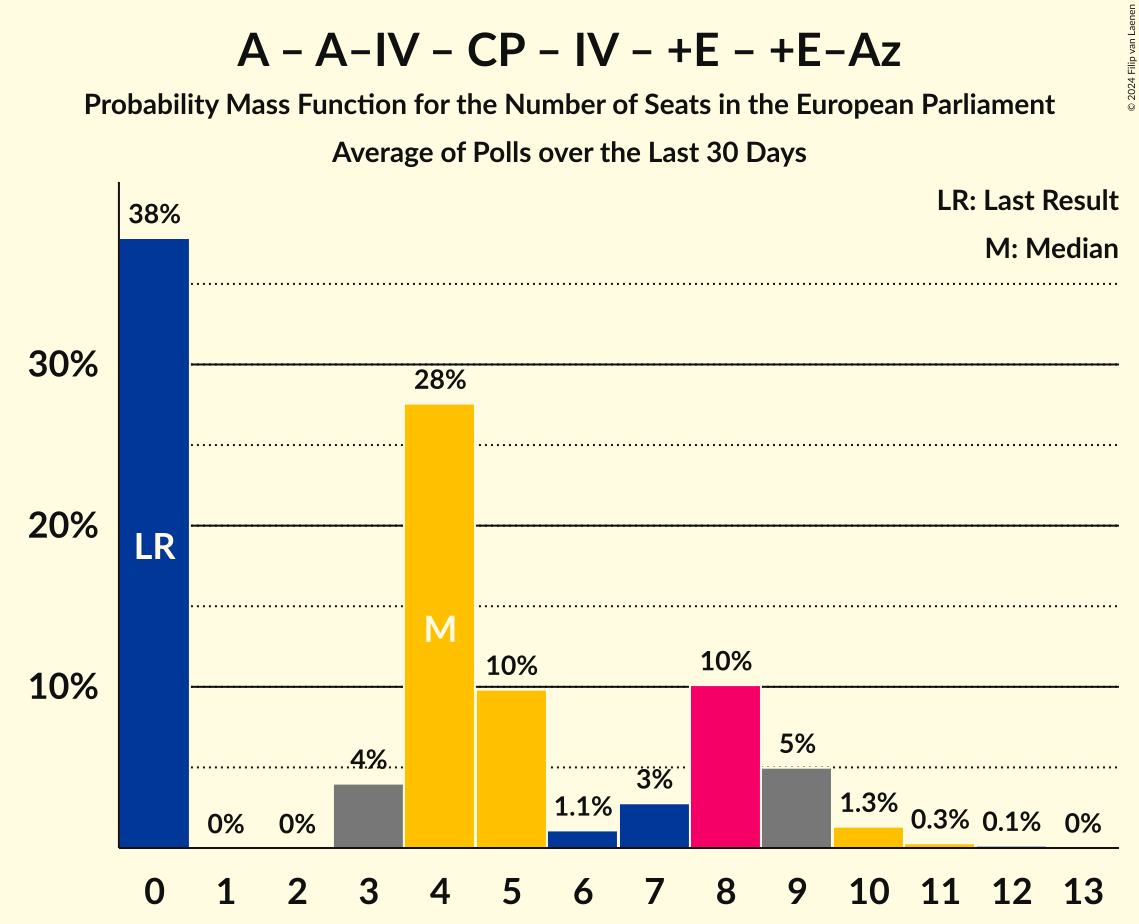 A – A–IV – CP – IV – +E – +E–Az
Probability Mass Function for the Number of Seats in the European Parliament
Average of Polls over the Last 30 Days
© 2024 Filip van Laenen
LR: Last Result
M: Median
38%
30%
28%
20%
LR
M
10%
10%
10%
5%
4%
3%
1.1%
1.3%
0.3%
0.1%
0%
0%
0%
0 1 2 3 4 5 6 7 8 9 10 11 12 13